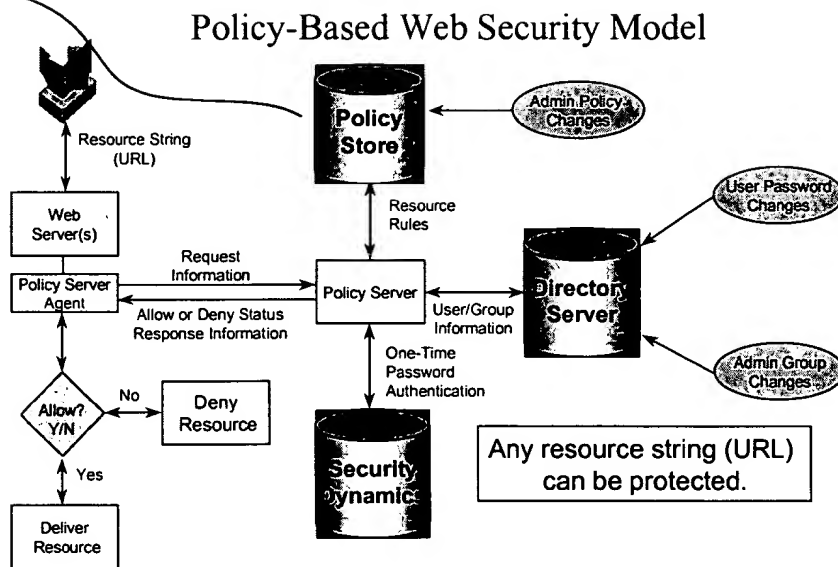 Policy-Based Web Security Model
Resource String
(URL)
Policy
Store
Admin Policy
Changes
User Password
Changes
Web
Server(s)
Resource
Rules
Request
Information
Policy Server
Agent
Policy Server
Directory
Server
Allow or Deny Status
Response Information
User/Group
Information
One-Time
Password
Authentication
Admin Group
Changes
Allow?
Y/N
No
Deny
Resource
Yes
Security
Dynamics
Any resource string (URL)
can be protected.
Deliver
Resource